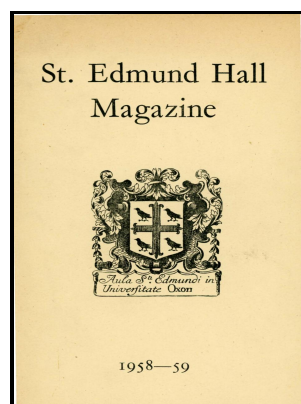 St. Edmund Hall
Magazine
Aula Sti. Edmundi in
Universitate Oxon
1958—59